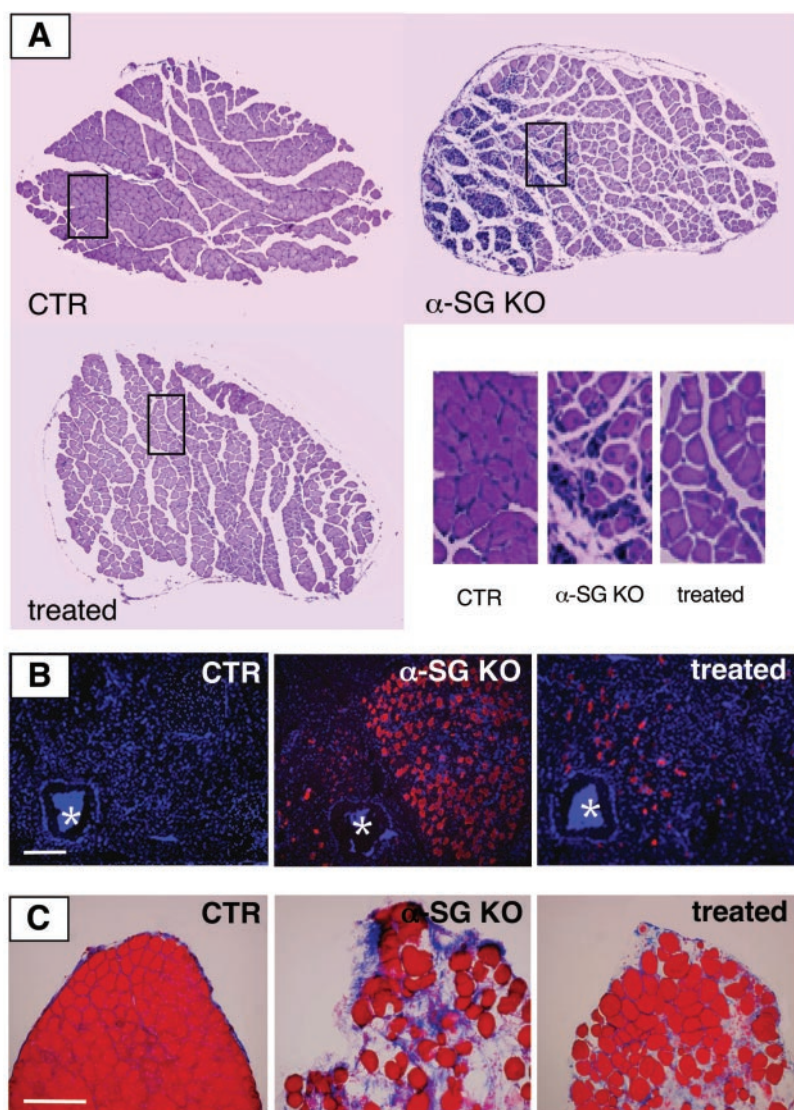 A
CTR
α-SG KO
treated
CTR
α-SG KO
treated
B
CTR
α-SG KO
treated
*
*
*
C
CTR
α-SG KO
treated